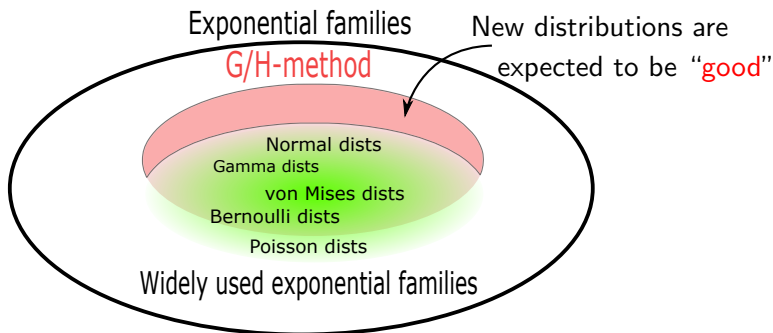 Exponential families
New distributions are
expected to be “good”
G/H-method
Normal dists
Gamma dists
von Mises dists
Bernoulli dists
Poisson dists
Widely used exponential families